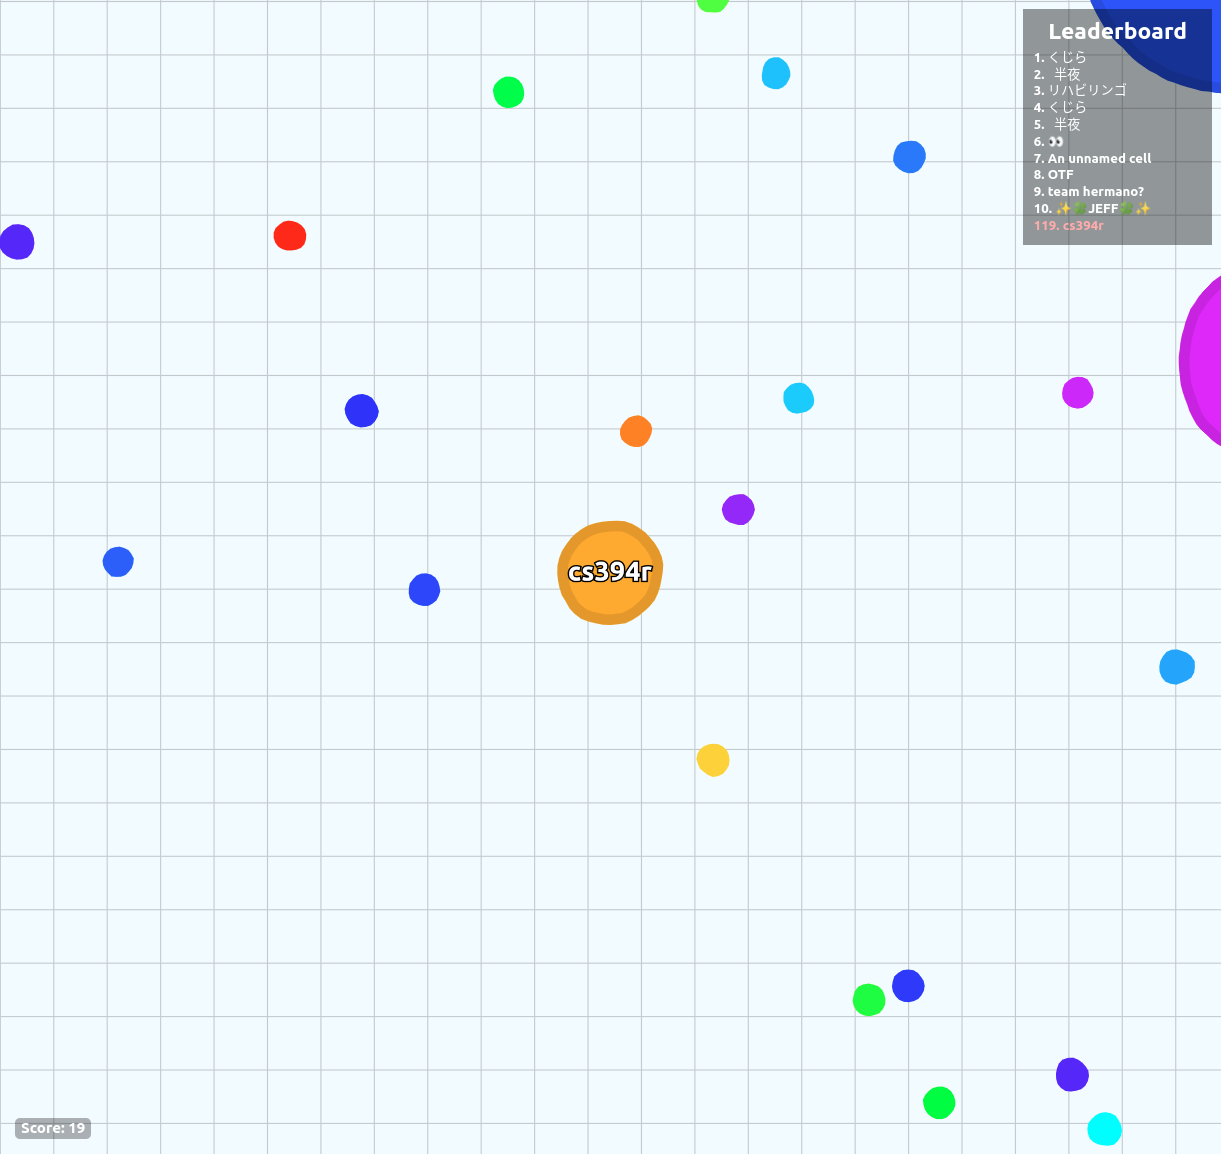 Leaderboard
1. くじら
2. 半夜
3. リハビリンゴ
4. くじら
5. 半夜
6. 👀
7. An unnamed cell
8. OTF
9. team hermano?
10. ✨🌳JEFF🌳✨
119. cs394r
cs394r
Score: 19